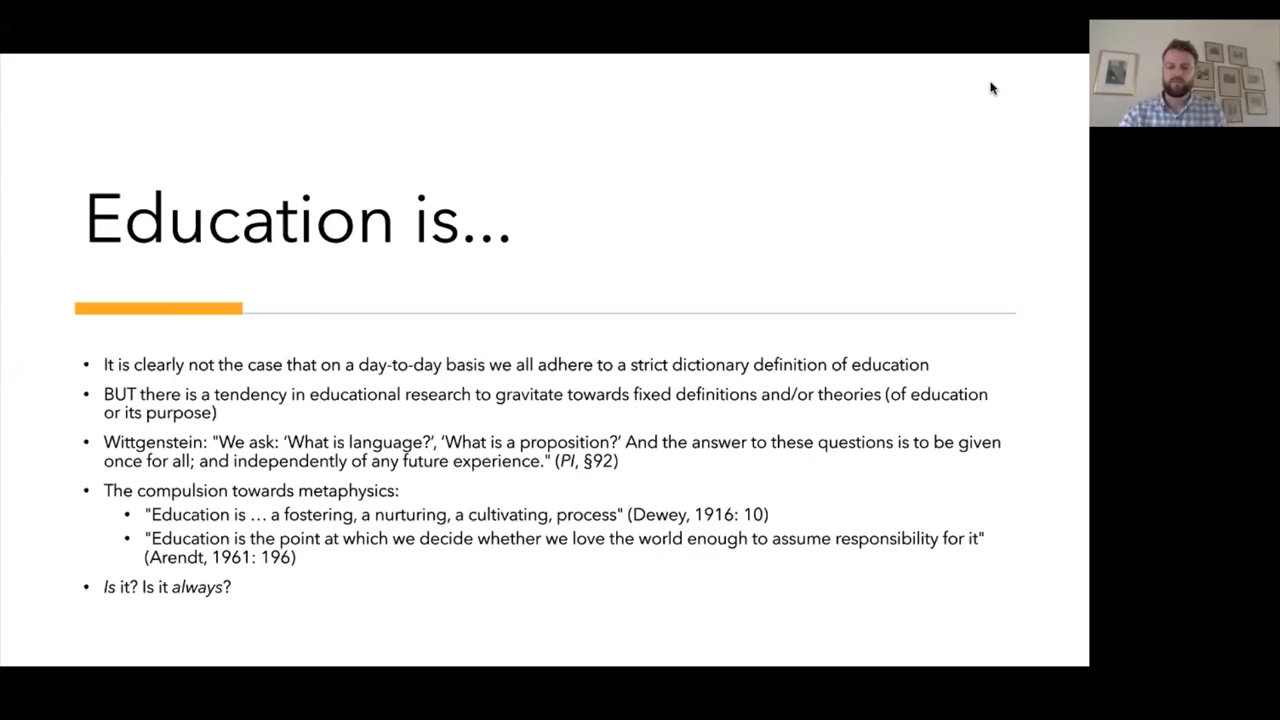 Education is...
• It is clearly not the case that on a day-to-day basis we all adhere to a strict dictionary definition of education
• BUT there is a tendency in educational research to gravitate towards fixed definitions and/or theories (of education
or its purpose)
• Wittgenstein: "We ask: ‘What is language?’, ‘What is a proposition?’ And the answer to these questions is to be given
once for all; and independently of any future experience." (PI, §92)
• The compulsion towards metaphysics:
• "Education is … a fostering, a nurturing, a cultivating, process" (Dewey, 1916: 10)
• "Education is the point at which we decide whether we love the world enough to assume responsibility for it"
(Arendt, 1961: 196)
• Is it? Is it always?